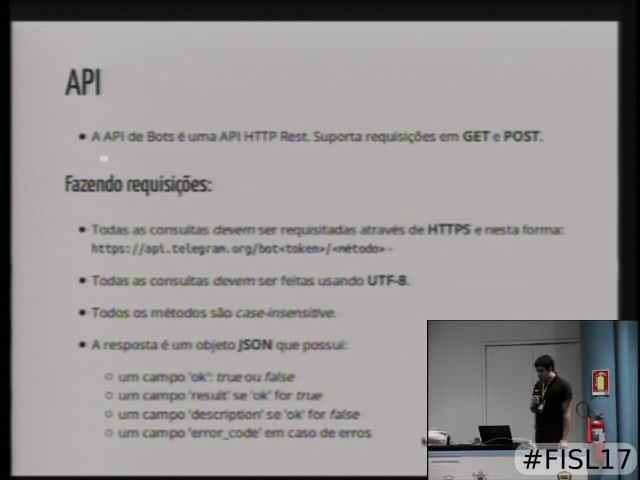 API
• A API de Bots é uma API HTTP Rest. Suporta requisições em GET e POST.
Fazendo requisições:
• Todas as consultas devem ser requisitadas através de HTTPS e nesta forma:
https://api.telegram.org/bot<token>/<método>
• Todas as consultas devem ser feitas usando UTF-8.
• Todos os métodos são case-insensitive.
• A resposta é um objeto JSON que possui:
○ um campo 'ok': true ou false
○ um campo 'result' se 'ok' for true
○ um campo 'description' se 'ok' for false
○ um campo 'error_code' em caso de erros
#FISL17